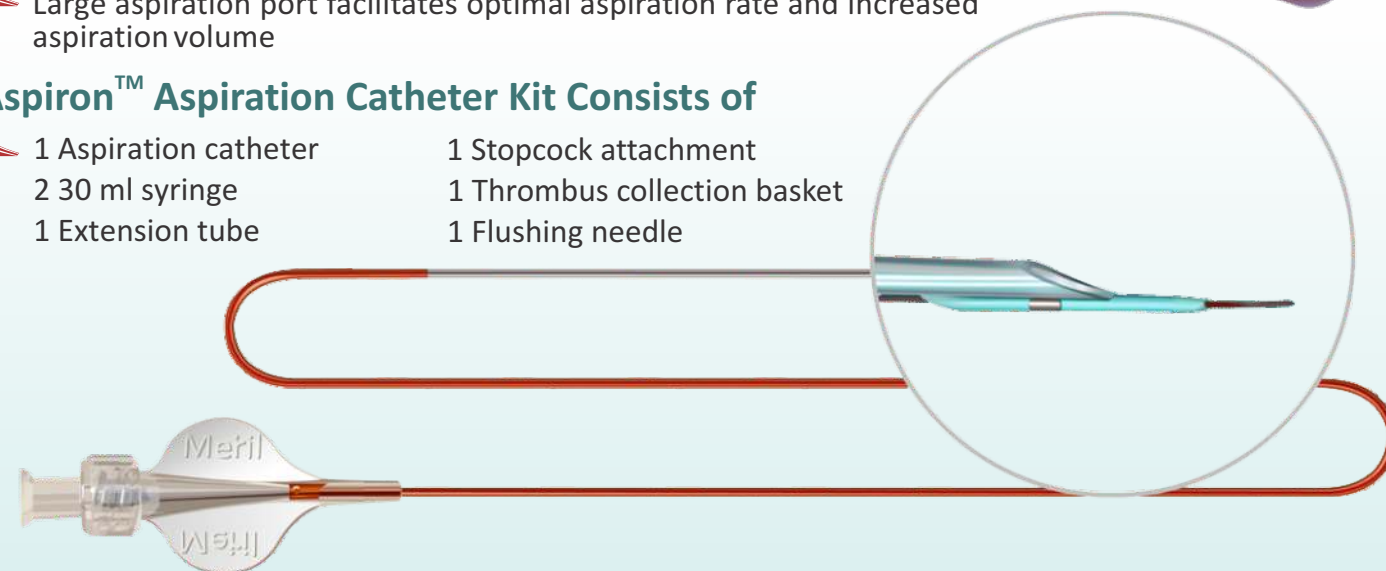 Large aspiration port facilitates optimal aspiration rate and increased
aspiration volume
Aspiron™ Aspiration Catheter Kit Consists of
1 Aspiration catheter
2 30 ml syringe
1 Extension tube
1 Stopcock attachment
1 Thrombus collection basket
1 Flushing needle
Meril
Meril